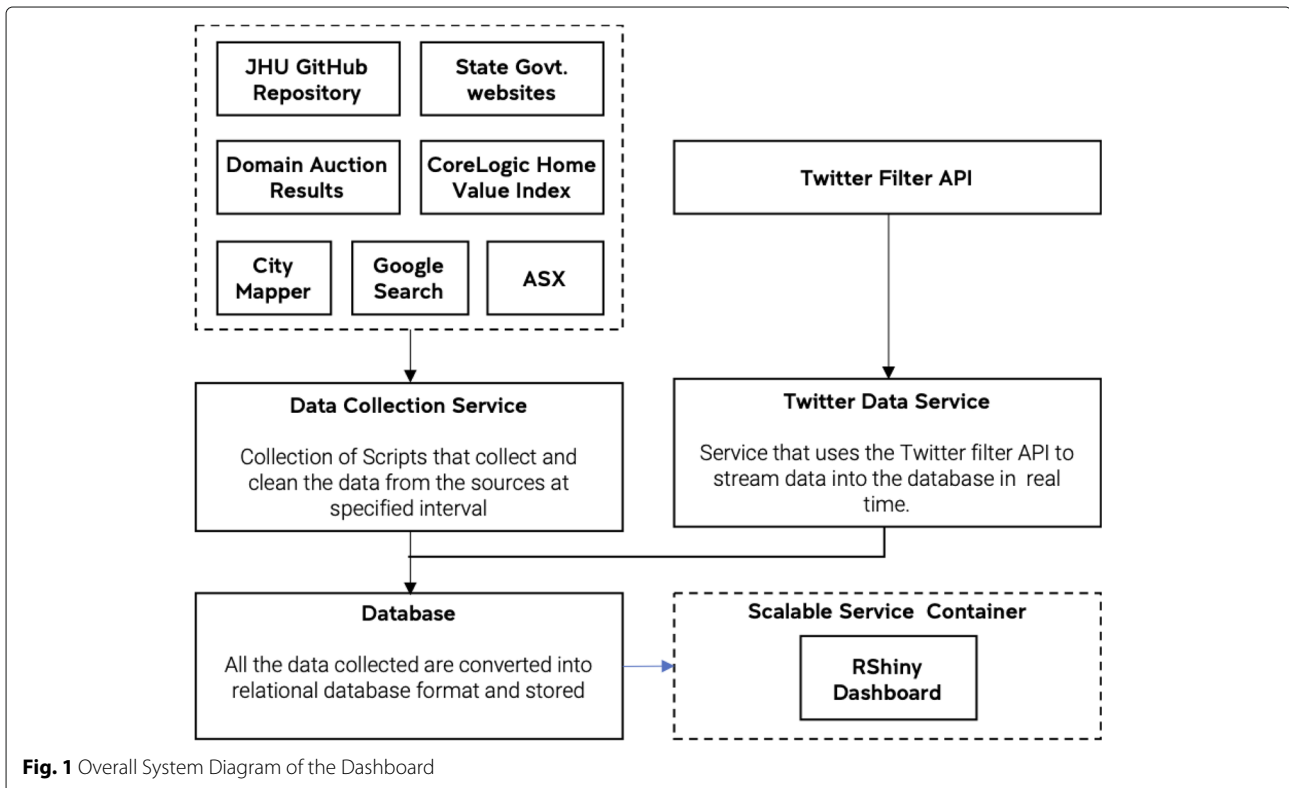 JHU GitHub
Repository
State Govt.
websites
Domain Auction
Results
CoreLogic Home
Value Index
City
Mapper
Google
Search
ASX
Twitter Filter API
Data Collection Service
Collection of Scripts that collect and
clean the data from the sources at
specified interval
Twitter Data Service
Service that uses the Twitter filter API to
stream data into the database in real
time.
Database
All the data collected are converted into
relational database format and stored
Scalable Service Container
RShiny
Dashboard
Fig. 1 Overall System Diagram of the Dashboard